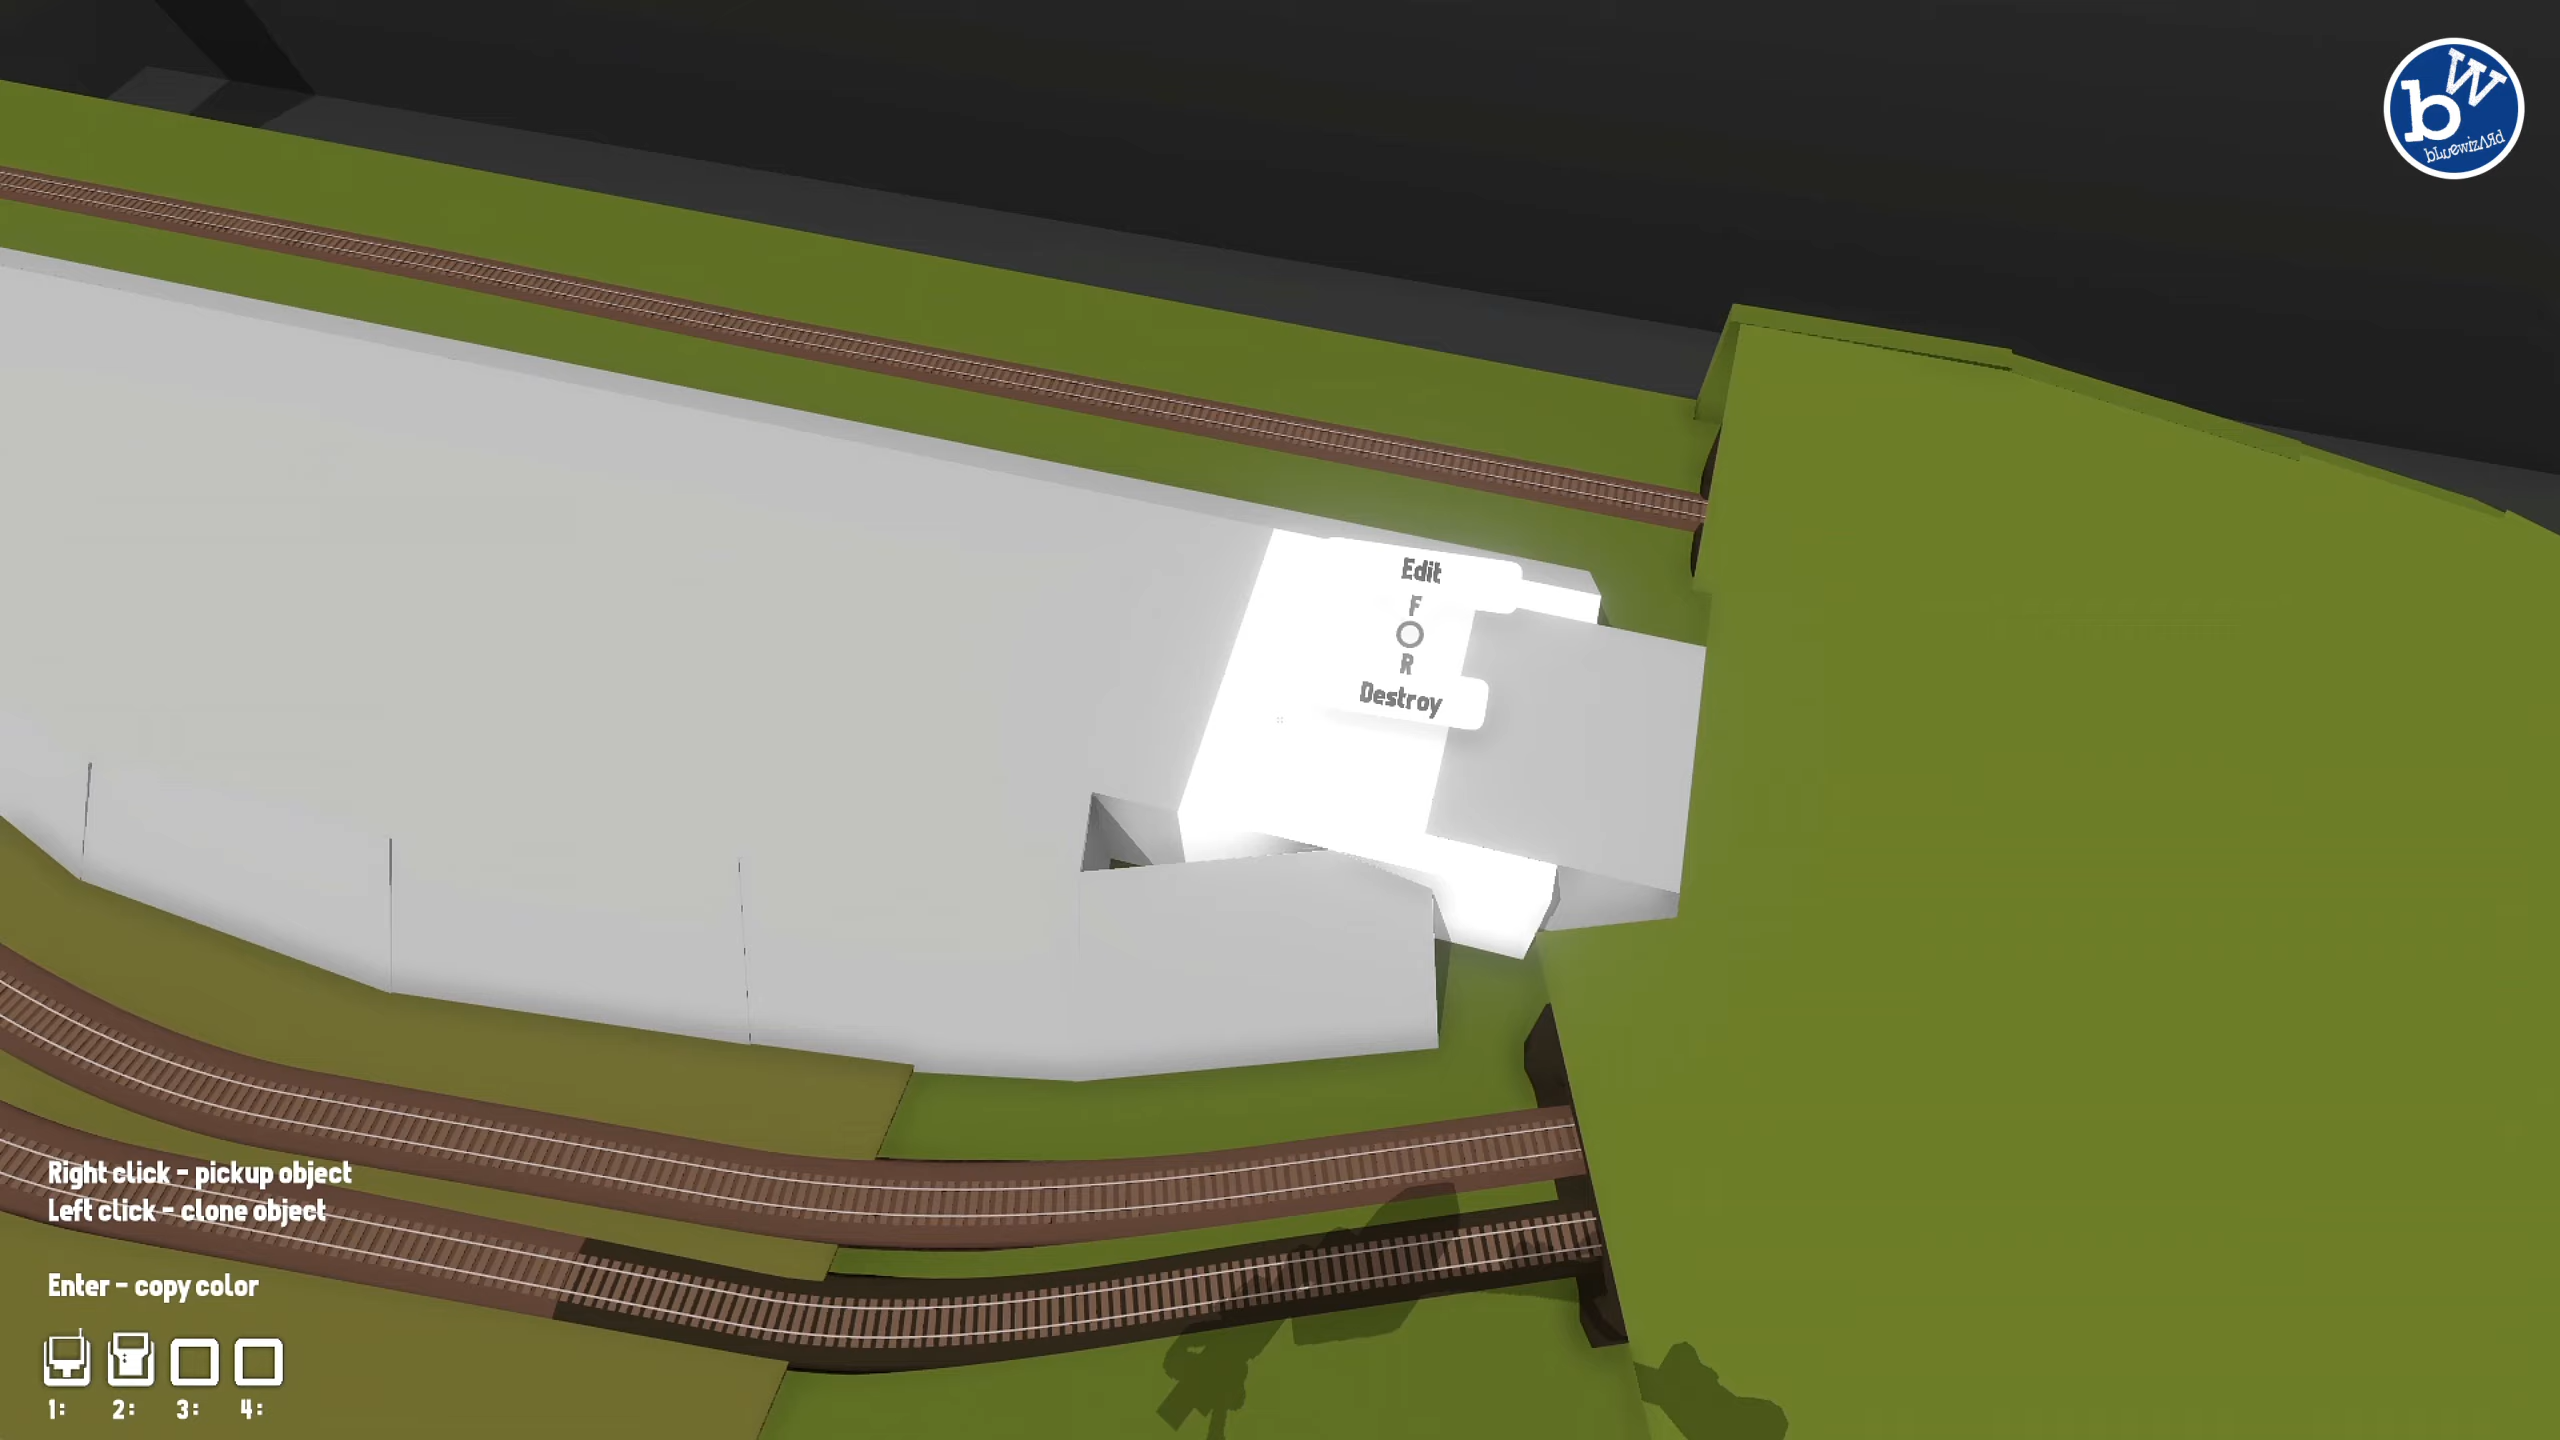 bW
bLuewizARd
Edit
F
R
Destroy
Right click - pickup object
Left click - clone object
Enter - copy color
1: 2: 3: 4: